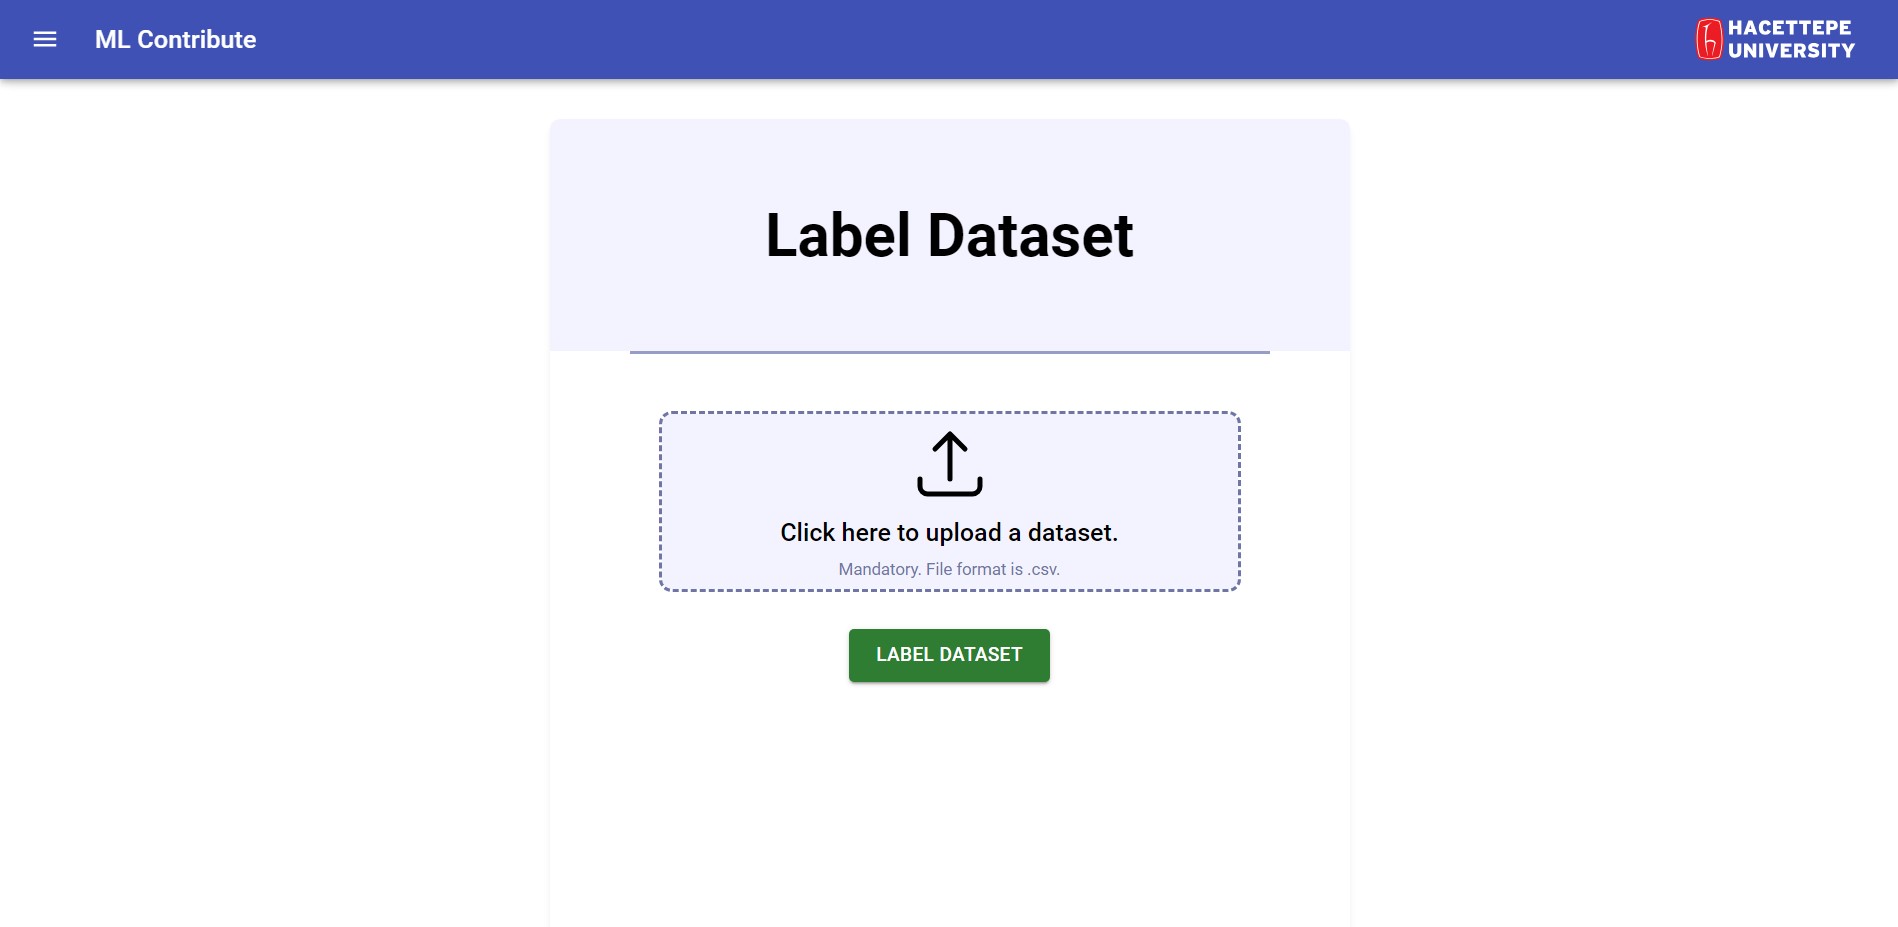 ML Contribute
HACETTEPE
UNIVERSITY
Label Dataset
Click here to upload a dataset.
Mandatory. File format is .csv.
LABEL DATASET